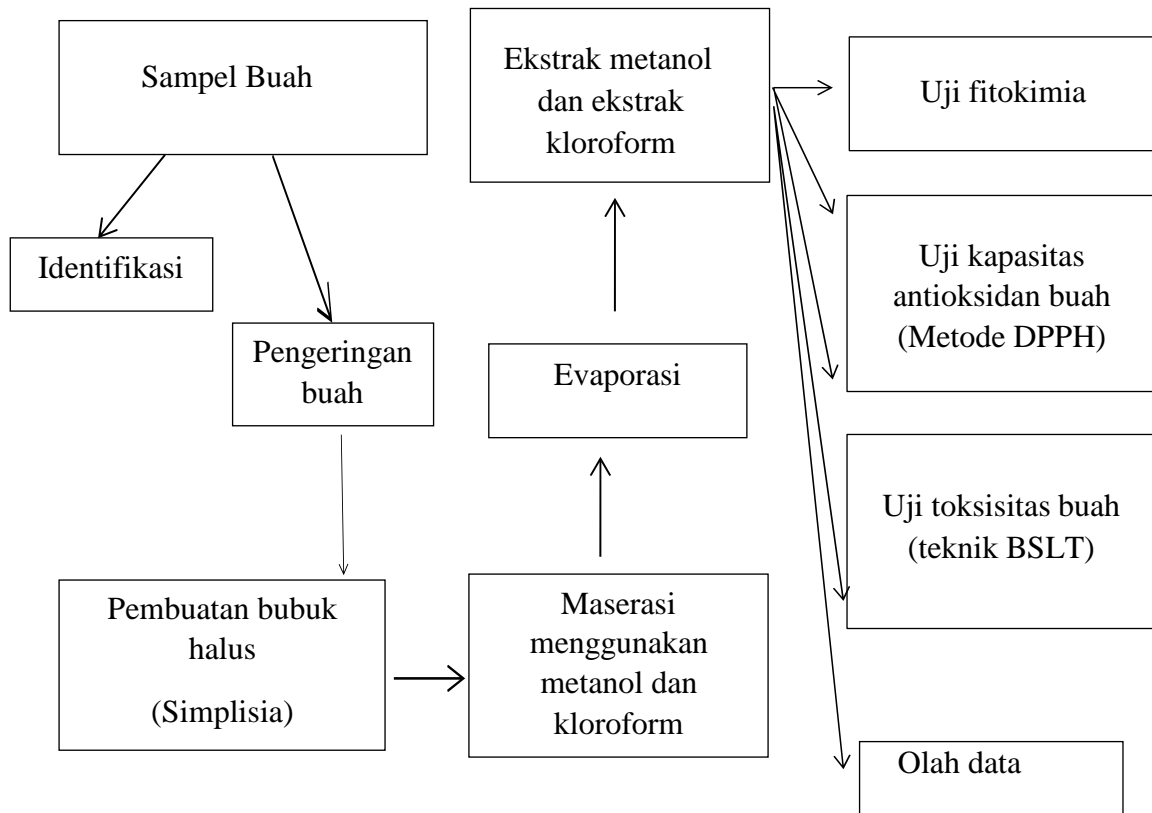 Sampel Buah
Identifikasi
Pengeringan
buah
Pembuatan bubuk
halus
(Simplisia)
Maserasi
menggunakan
metanol dan
kloroform
Evaporasi
Ekstrak metanol
dan ekstrak
kloroform
Uji fitokimia
Uji kapasitas
antioksidan buah
(Metode DPPH)
Uji toksisitas buah
(teknik BSLT)
Olah data